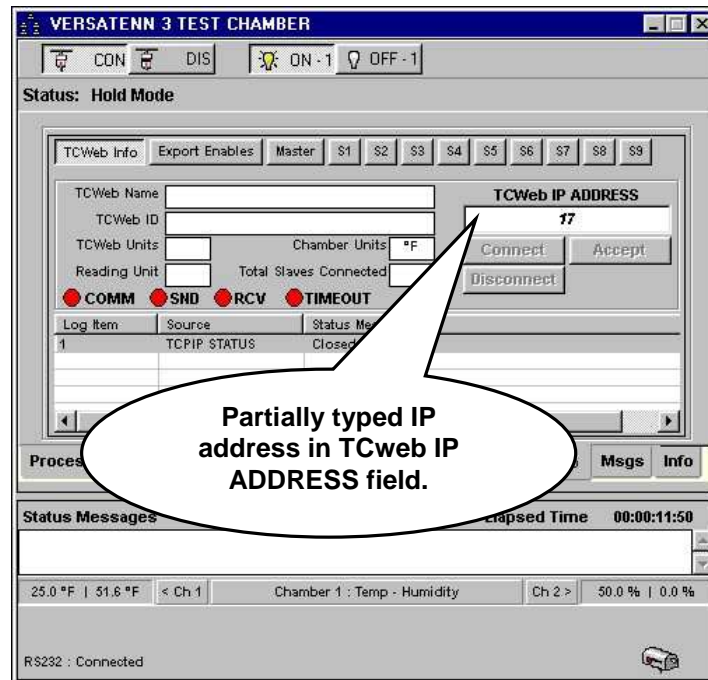 VERSATENN 3 TEST CHAMBER
CON DIS ON - 1 OFF - 1
Status: Hold Mode
TCWeb Info Export Enables Master S1 S2 S3 S4 S5 S6 S7 S8 S9
TCWeb Name
TCWeb IP ADDRESS
TCWeb ID
17
TCWeb Units Chamber Units °F
Connect Accept
Reading Unit Total Slaves Connected
Disconnect
COMM SND RCV TIMEOUT
Log Item Source Status
1 TCPIP STATUS Closed
Partially typed IP
address in TCweb IP
ADDRESS field.
Msgs Info
Status Messages Elapsed Time 00:00:11:50
25.0 °F | 51.6 °F < Ch 1 Chamber 1 : Temp - Humidity Ch 2 > 50.0 % | 0.0 %
RS232 : Connected